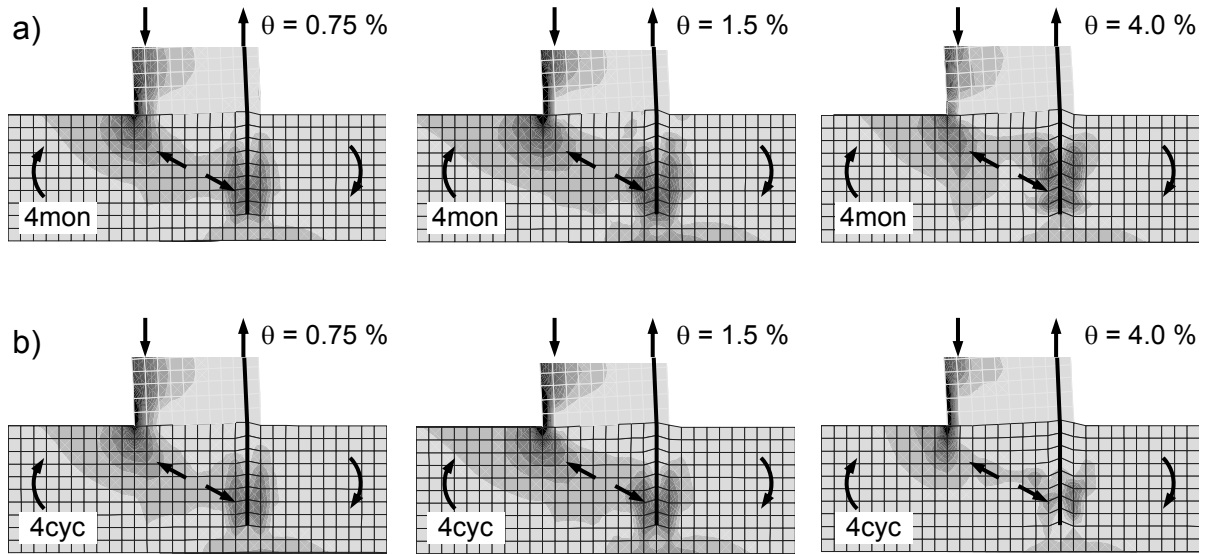 a)
θ = 0.75 %
θ = 1.5 %
θ = 4.0 %
4mon
4mon
4mon
b)
θ = 0.75 %
θ = 1.5 %
θ = 4.0 %
4cyc
4cyc
4cyc